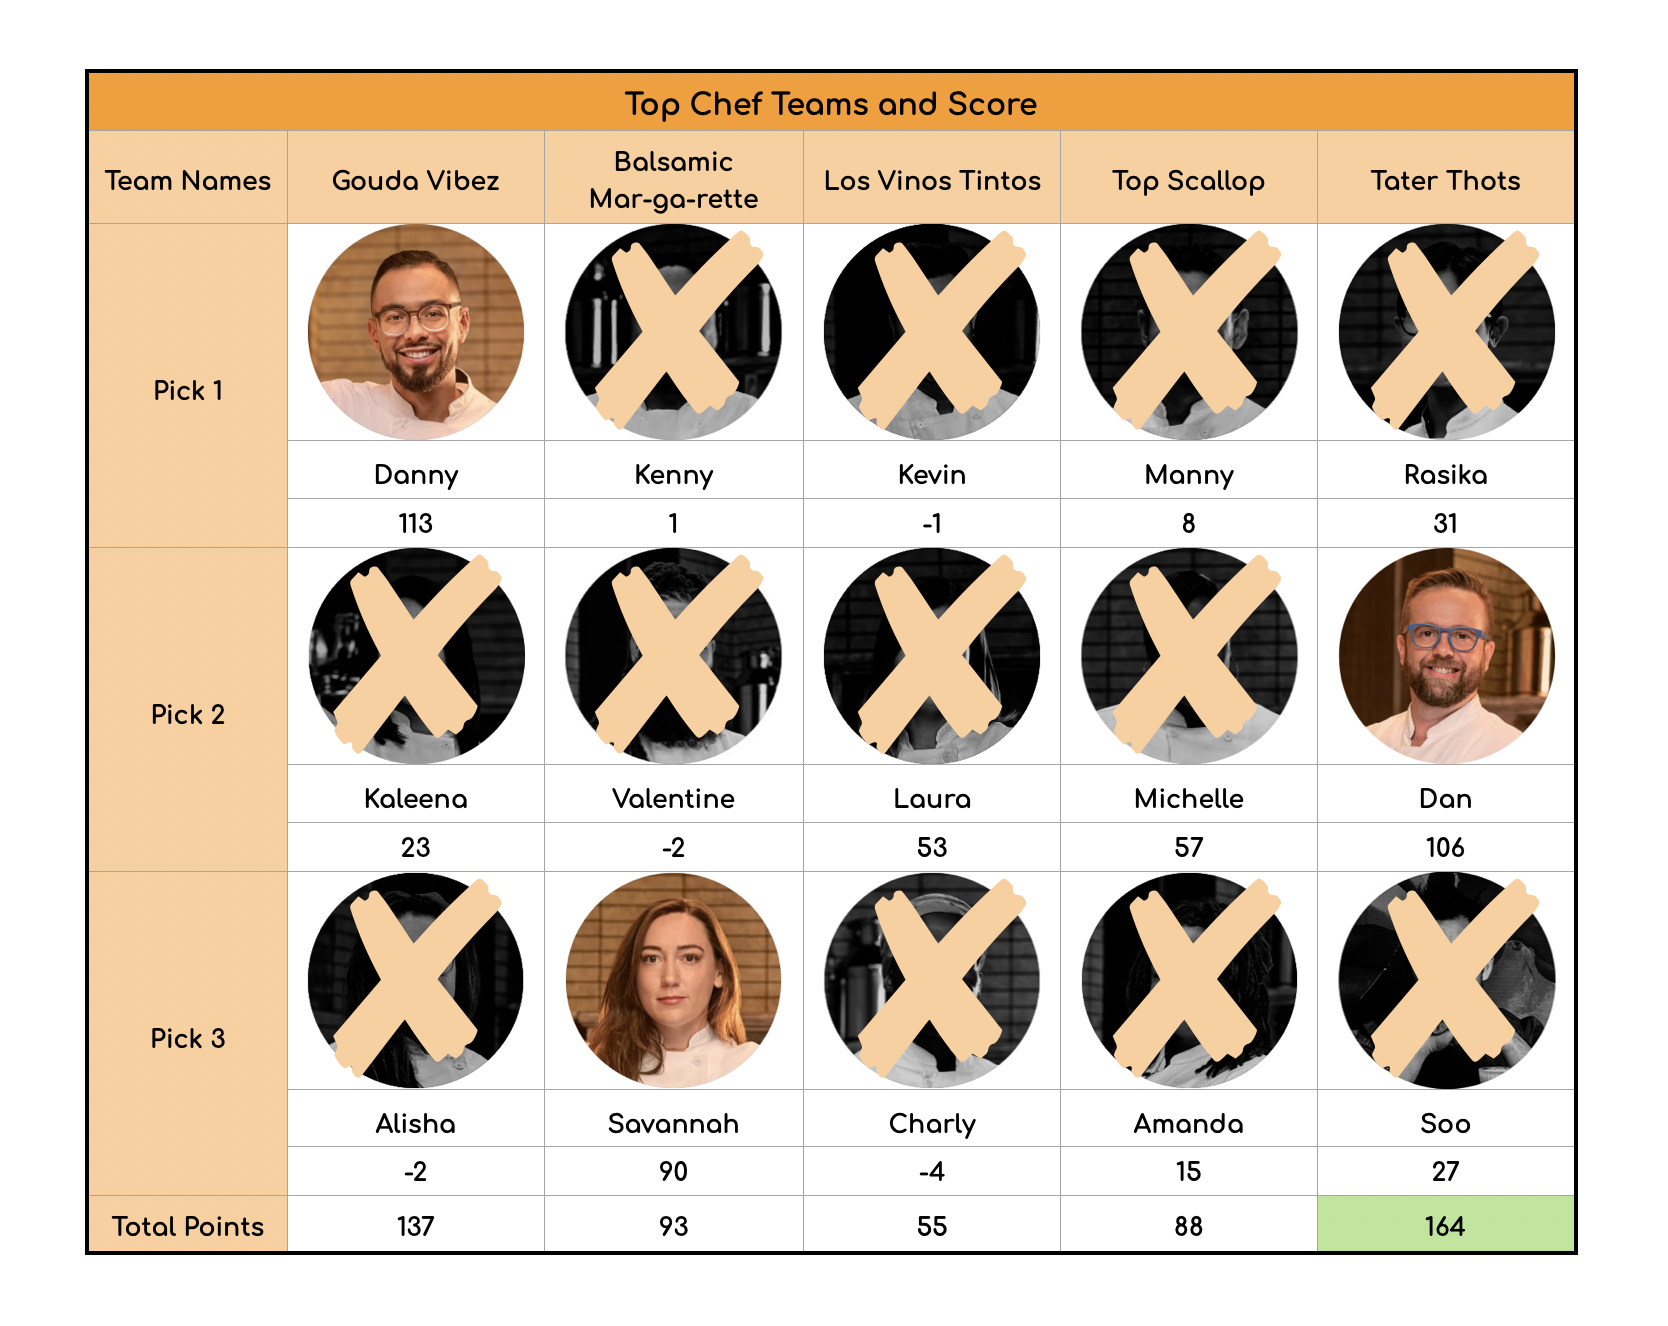 Top Chef Teams and Score
Team Names
Gouda Vibez
Balsamic
Mar-ga-rette
Los Vinos Tintos
Top Scallop
Tater Thots
Pick 1
Danny
Kenny
Kevin
Manny
Rasika
113
1
-1
8
31
Pick 2
Kaleena
Valentine
Laura
Michelle
Dan
23
-2
53
57
106
Pick 3
Alisha
Savannah
Charly
Amanda
Soo
-2
90
-4
15
27
Total Points
137
93
55
88
164